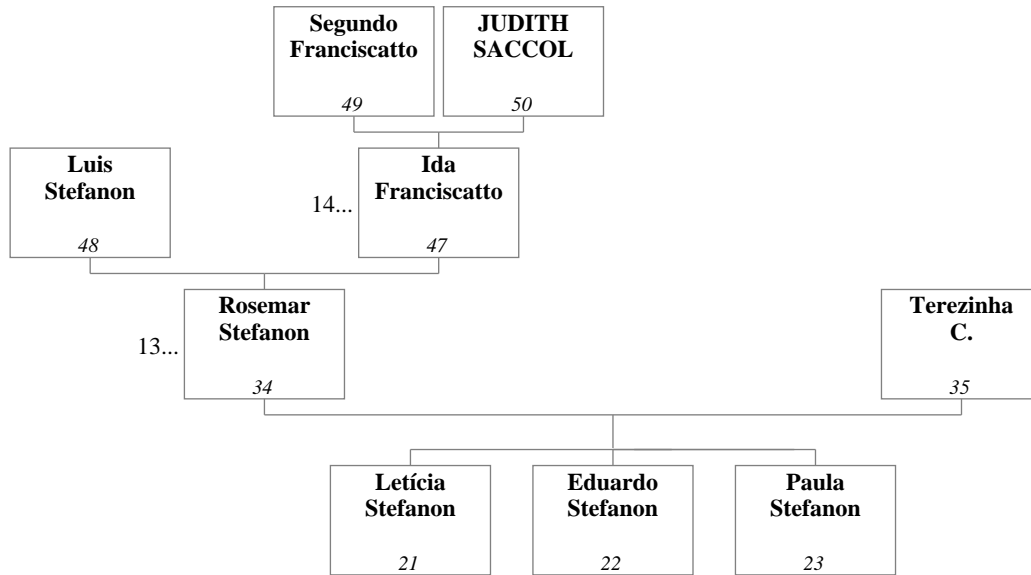 Segundo
Franciscatto
49
JUDITH
SACCOL
50
Luis
Stefanon
48
14...
Ida
Franciscatto
47
13...
Rosemar
Stefanon
34
Terezinha
C.
35
Letícia
Stefanon
21
Eduardo
Stefanon
22
Paula
Stefanon
23